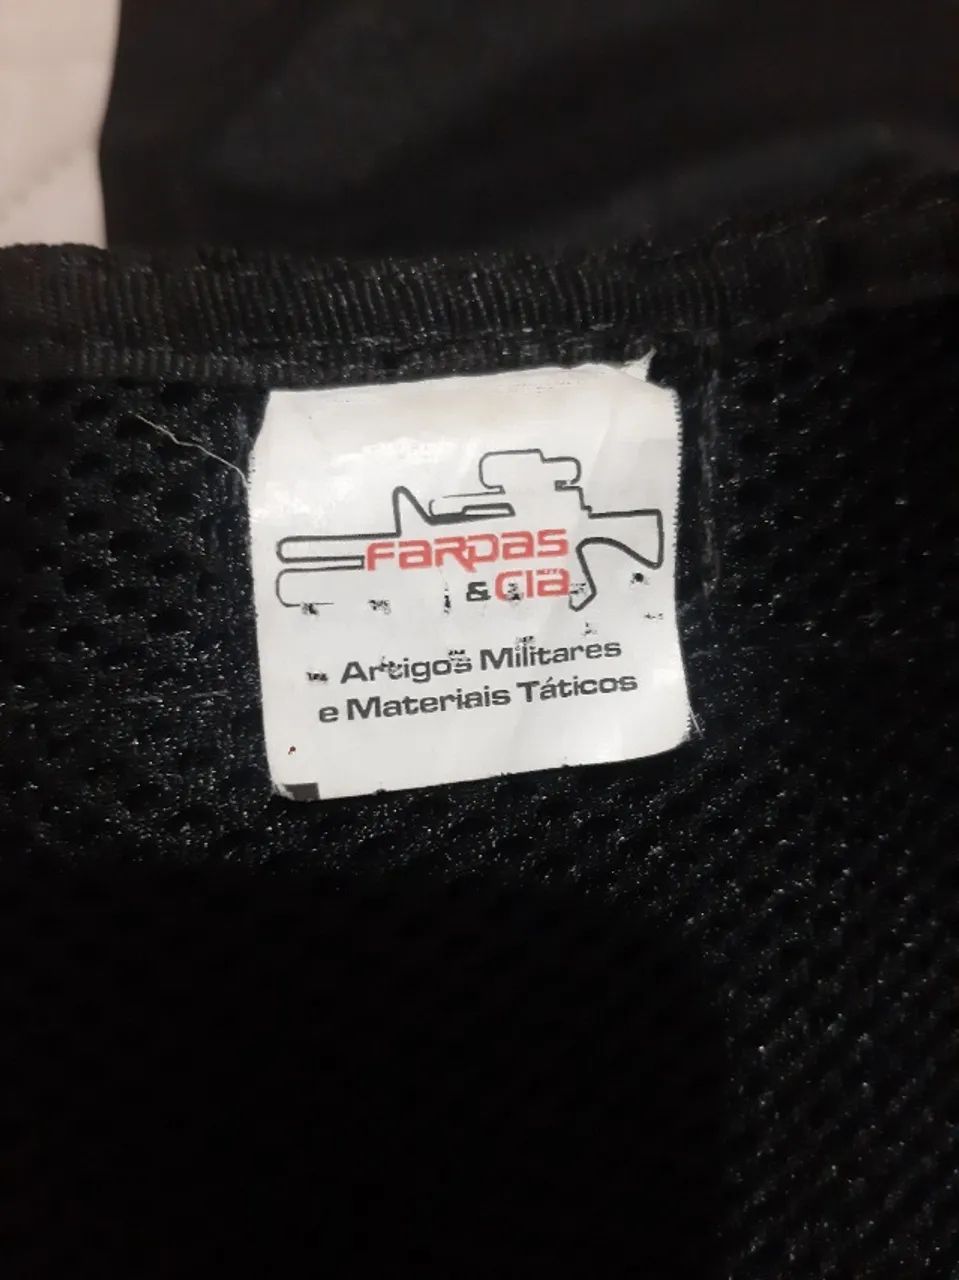 FARDAS
& CIA
Artigos Militares
e Materiais Táticos